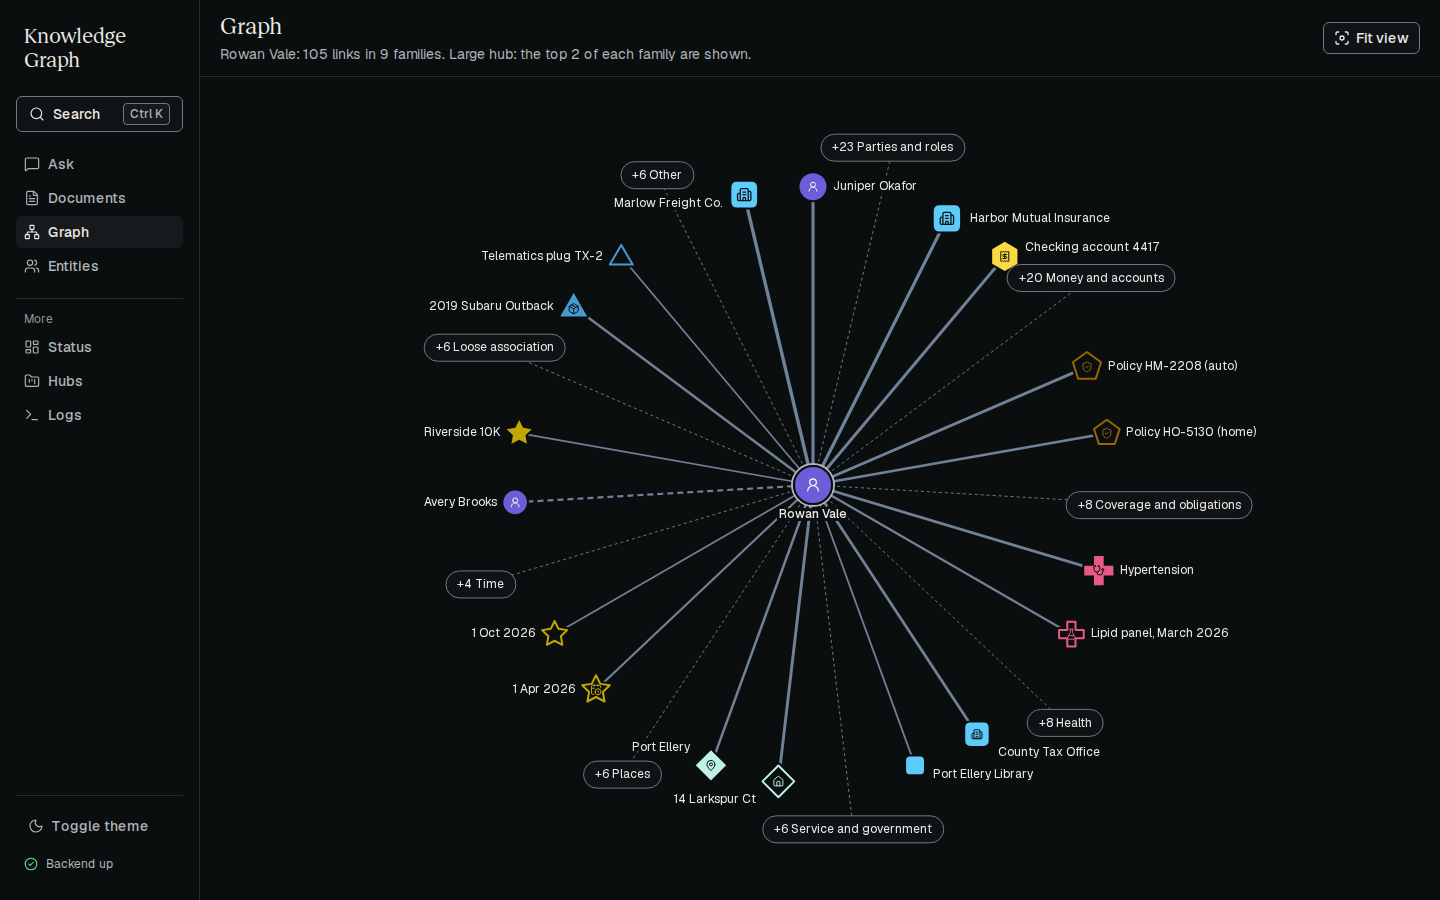 Knowledge
Graph
Search Ctrl K
Ask
Documents
Graph
Entities
More
Status
Hubs
Logs
Toggle theme
Backend up
Graph
Rowan Vale: 105 links in 9 families. Large hub: the top 2 of each family are shown.
Fit view
+23 Parties and roles
+6 Other
Juniper Okafor
Marlow Freight Co.
Harbor Mutual Insurance
Checking account 4417
Telematics plug TX-2
+20 Money and accounts
2019 Subaru Outback
+6 Loose association
Policy HM-2208 (auto)
Riverside 10K
Policy HO-5130 (home)
Avery Brooks
+8 Coverage and obligations
Rowan Vale
Hypertension
+4 Time
1 Oct 2026
Lipid panel, March 2026
1 Apr 2026
+8 Health
Port Ellery
County Tax Office
+6 Places
Port Ellery Library
14 Larkspur Ct
+6 Service and government